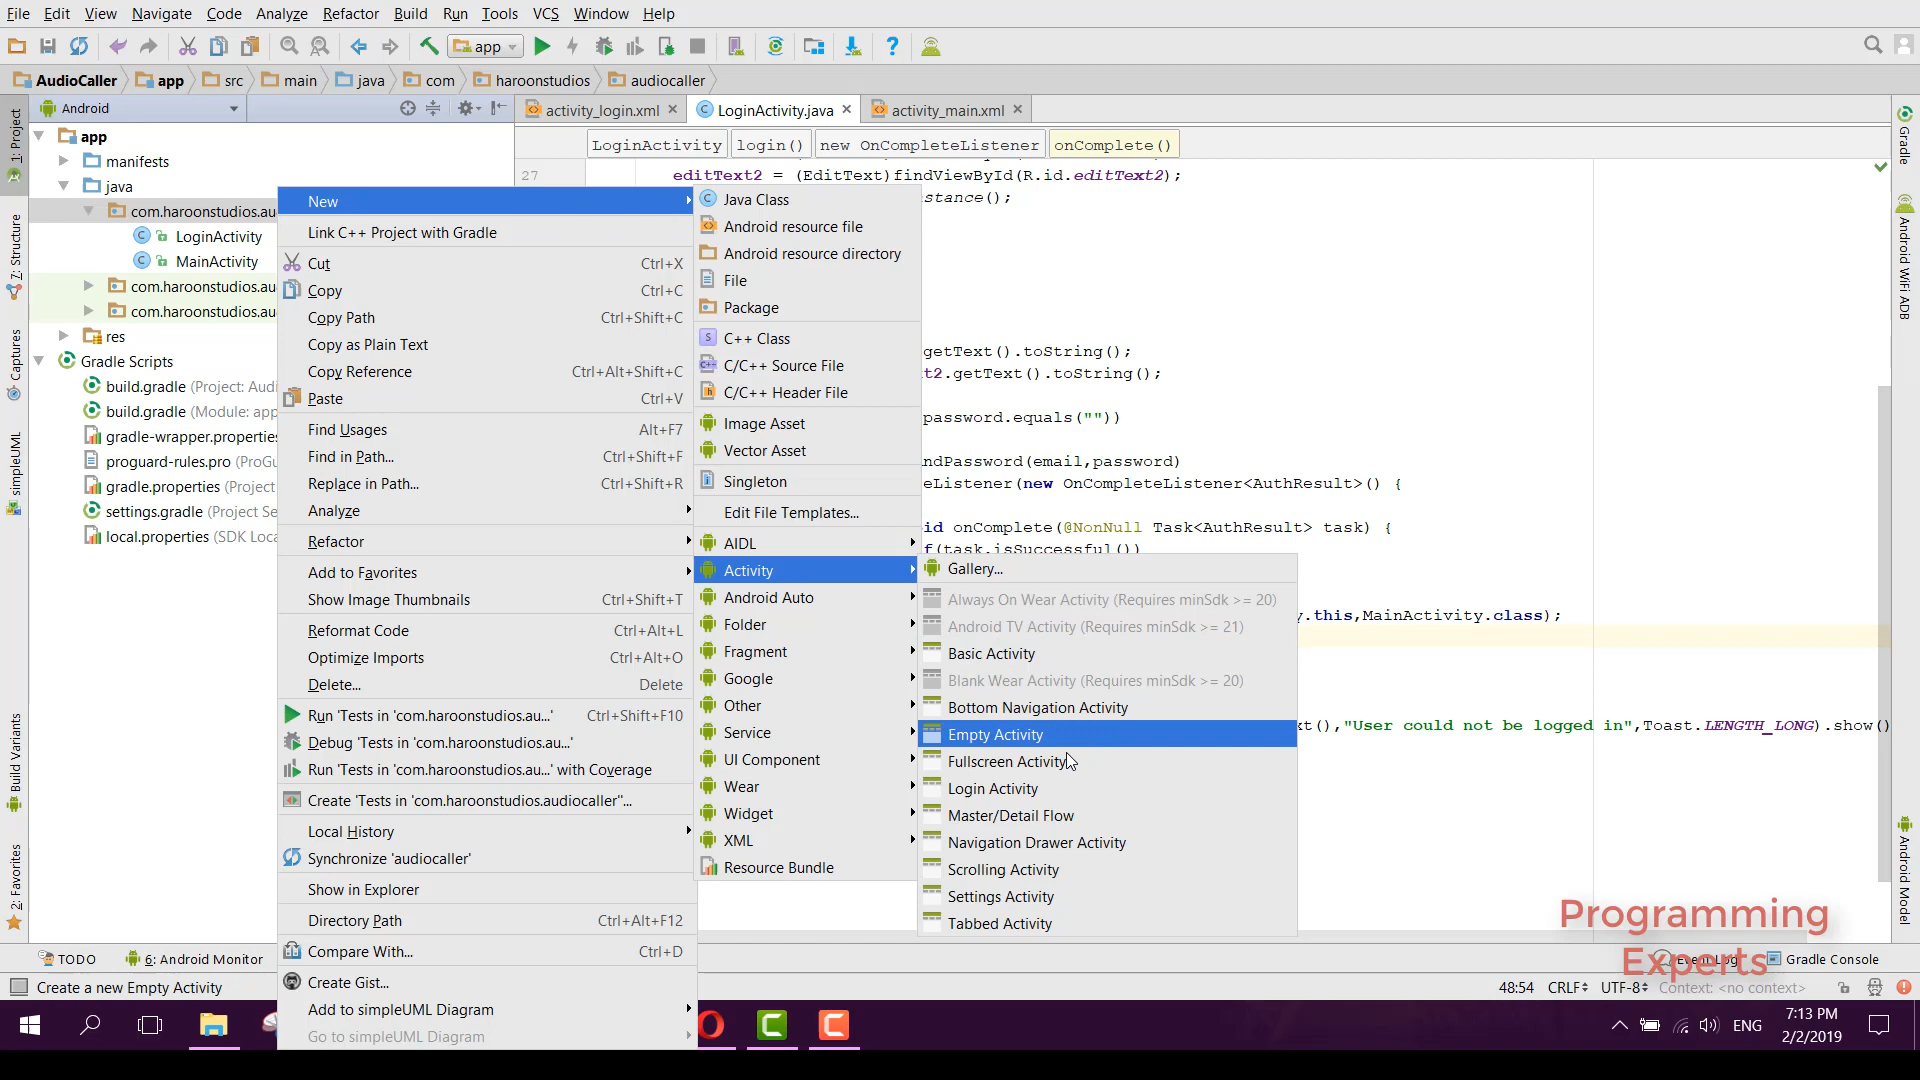 File Edit View Navigate Code Analyze Refactor Build Run Tools VCS Window Help
app
AudioCaller app src main java com haroonstudios audiocaller
Android
activity_login.xml LoginActivity.java activity_main.xml
LoginActivity login() new OnCompleteListener onComplete()
1: Project
7: Structure
Captures
simpleUML
Build Variants
2: Favorites
app
manifests
java
com.haroonstudios.au
LoginActivity
MainActivity
com.haroonstudios.au
com.haroonstudios.au
res
Gradle Scripts
build.gradle (Project: Audi
build.gradle (Module: app
gradle-wrapper.properties
proguard-rules.pro (ProGu
gradle.properties (Project
settings.gradle (Project Se
local.properties (SDK Loca
New
Link C++ Project with Gradle
Cut Ctrl+X
Copy Ctrl+C
Copy Path Ctrl+Shift+C
Copy as Plain Text
Copy Reference Ctrl+Alt+Shift+C
Paste Ctrl+V
Find Usages Alt+F7
Find in Path... Ctrl+Shift+F
Replace in Path... Ctrl+Shift+R
Analyze
Refactor
Add to Favorites
Show Image Thumbnails Ctrl+Shift+T
Reformat Code Ctrl+Alt+L
Optimize Imports Ctrl+Alt+O
Delete... Delete
Run 'Tests in 'com.haroonstudios.au...' Ctrl+Shift+F10
Debug 'Tests in 'com.haroonstudios.au...'
Run 'Tests in 'com.haroonstudios.au...' with Coverage
Create 'Tests in 'com.haroonstudios.audiocaller''...
Local History
Synchronize 'audiocaller'
Show in Explorer
Directory Path Ctrl+Alt+F12
Compare With... Ctrl+D
Create Gist...
Add to simpleUML Diagram
Go to simpleUML Diagram
Java Class
Android resource file
Android resource directory
File
Package
C++ Class
C/C++ Source File
C/C++ Header File
Image Asset
Vector Asset
Singleton
Edit File Templates...
AIDL
Activity
Android Auto
Folder
Fragment
Google
Other
Service
UI Component
Wear
Widget
XML
Resource Bundle
Gallery...
Always On Wear Activity (Requires minSdk >= 20)
Android TV Activity (Requires minSdk >= 21)
Basic Activity
Blank Wear Activity (Requires minSdk >= 20)
Bottom Navigation Activity
Empty Activity
Fullscreen Activity
Login Activity
Master/Detail Flow
Navigation Drawer Activity
Scrolling Activity
Settings Activity
Tabbed Activity
27 editText2 = (EditText)findViewById(R.id.editText2);
stance();
getText().toString();
t2.getText().toString();
password.equals(""))
ndPassword(email,password)
eListener(new OnCompleteListener<AuthResult>() {
id onComplete(@NonNull Task<AuthResult> task) {
f(task.isSuccessful())
y.this,MainActivity.class);
xt(),"User could not be logged in",Toast.LENGTH_LONG).show()
Gradle
Android WiFi ADB
Android Model
Programming
Experts
TODO 6: Android Monitor Event Log Gradle Console
Create a new Empty Activity 48:54 CRLF UTF-8 Context: <no context>
ENG 7:13 PM
2/2/2019